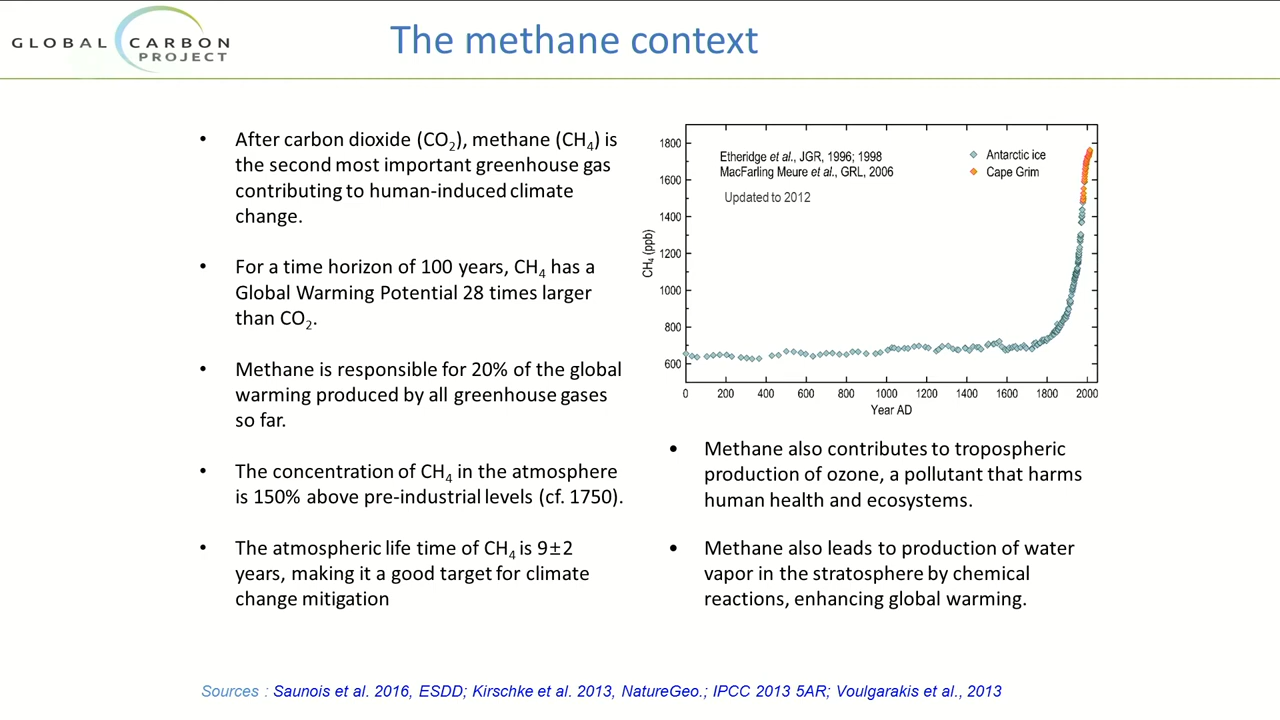 GLOBAL CARBON
PROJECT
The methane context
• After carbon dioxide (CO₂), methane (CH₄) is
the second most important greenhouse gas
contributing to human-induced climate
change.
• For a time horizon of 100 years, CH₄ has a
Global Warming Potential 28 times larger
than CO₂.
• Methane is responsible for 20% of the global
warming produced by all greenhouse gases
so far.
• The concentration of CH₄ in the atmosphere
is 150% above pre-industrial levels (cf. 1750).
• The atmospheric life time of CH₄ is 9±2
years, making it a good target for climate
change mitigation
Etheridge et al., JGR, 1996; 1998
MacFarling Meure et al., GRL, 2006
Updated to 2012
Antarctic ice
Cape Grim
CH₄ (ppb)
1800
1600
1400
1200
1000
800
600
0 200 400 600 800 1000 1200 1400 1600 1800 2000
Year AD
• Methane also contributes to tropospheric
production of ozone, a pollutant that harms
human health and ecosystems.
• Methane also leads to production of water
vapor in the stratosphere by chemical
reactions, enhancing global warming.
Sources : Saunois et al. 2016, ESDD; Kirschke et al. 2013, NatureGeo.; IPCC 2013 5AR; Voulgarakis et al., 2013